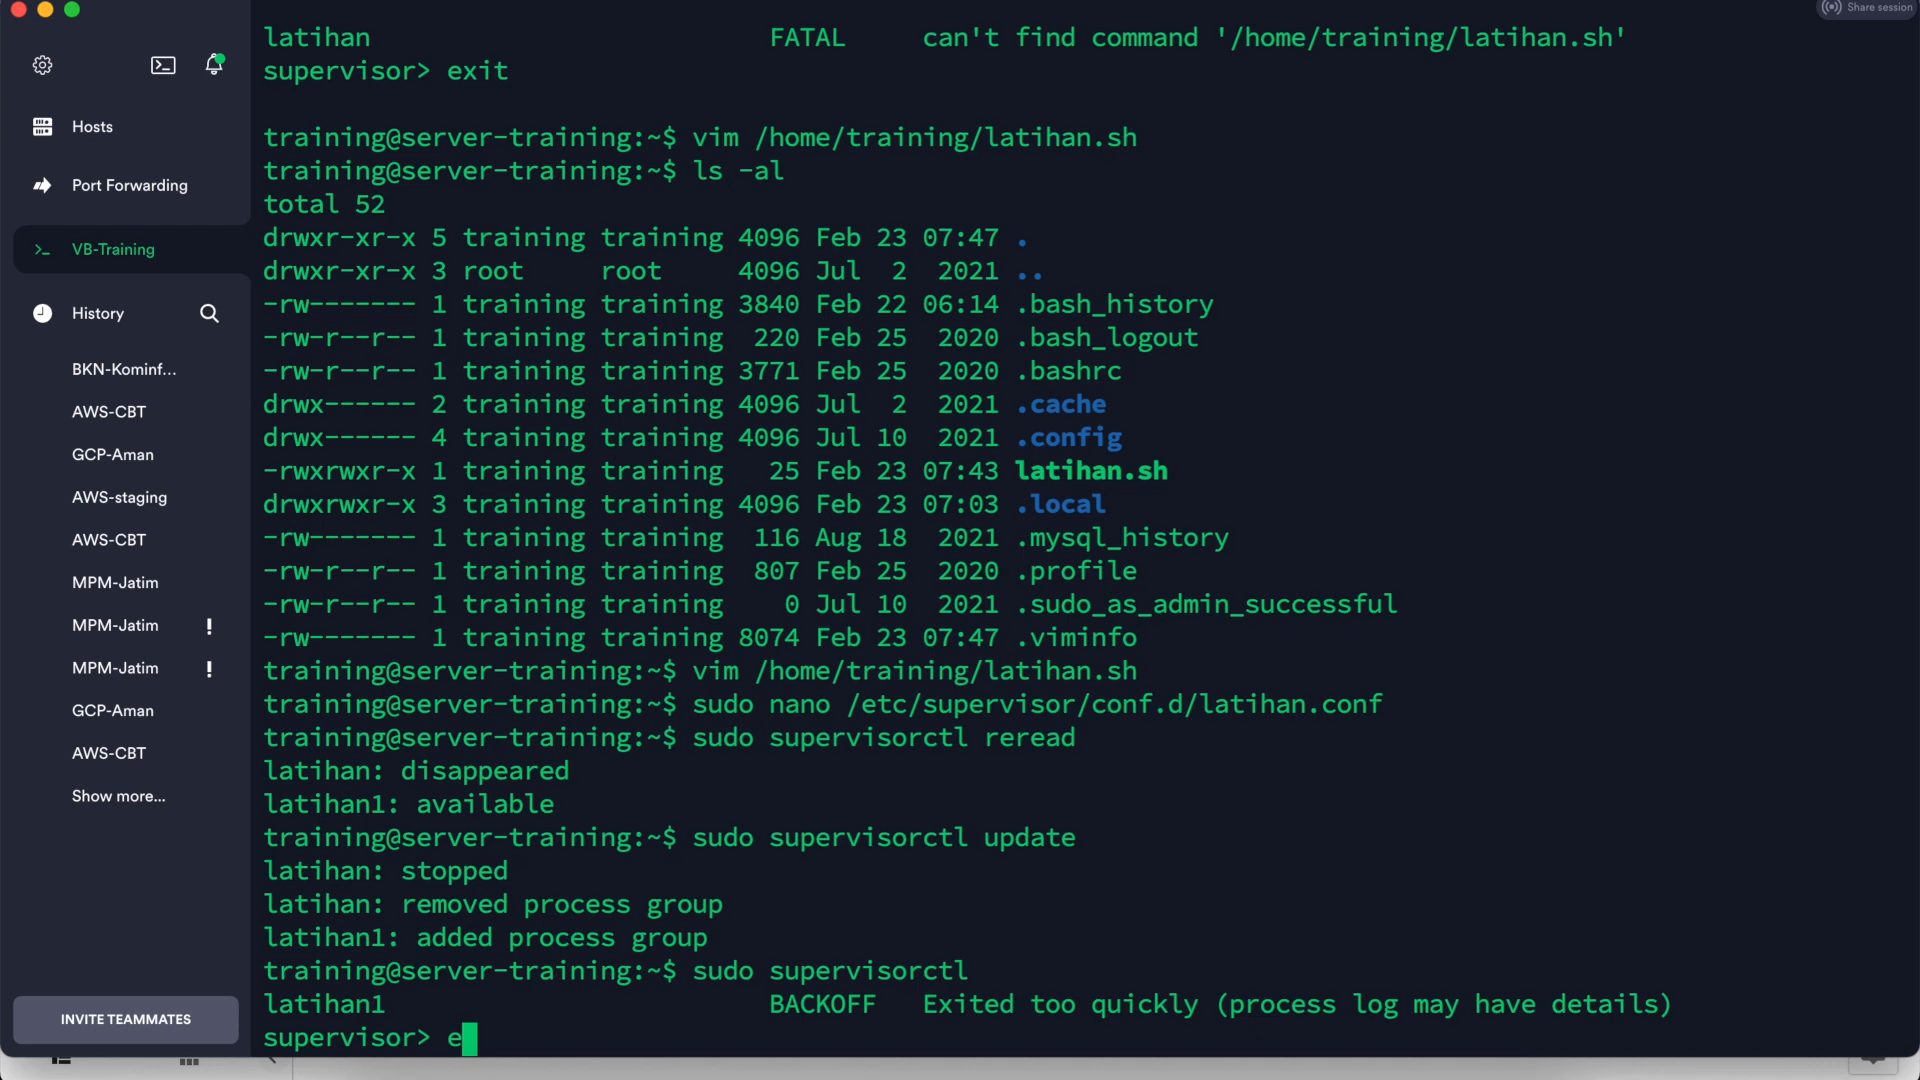 Share session
Hosts
Port Forwarding
>_ VB-Training
History
BKN-Kominf...
AWS-CBT
GCP-Aman
AWS-staging
AWS-CBT
MPM-Jatim
MPM-Jatim !
MPM-Jatim !
GCP-Aman
AWS-CBT
Show more...
INVITE TEAMMATES
latihan FATAL can't find command '/home/training/latihan.sh'
supervisor> exit
training@server-training:~$ vim /home/training/latihan.sh
training@server-training:~$ ls -al
total 52
drwxr-xr-x 5 training training 4096 Feb 23 07:47 .
drwxr-xr-x 3 root root 4096 Jul 2 2021 ..
-rw------- 1 training training 3840 Feb 22 06:14 .bash_history
-rw-r--r-- 1 training training 220 Feb 25 2020 .bash_logout
-rw-r--r-- 1 training training 3771 Feb 25 2020 .bashrc
drwx------ 2 training training 4096 Jul 2 2021 .cache
drwx------ 4 training training 4096 Jul 10 2021 .config
-rwxrwxr-x 1 training training 25 Feb 23 07:43 latihan.sh
drwxrwxr-x 3 training training 4096 Feb 23 07:03 .local
-rw------- 1 training training 116 Aug 18 2021 .mysql_history
-rw-r--r-- 1 training training 807 Feb 25 2020 .profile
-rw-r--r-- 1 training training 0 Jul 10 2021 .sudo_as_admin_successful
-rw------- 1 training training 8074 Feb 23 07:47 .viminfo
training@server-training:~$ vim /home/training/latihan.sh
training@server-training:~$ sudo nano /etc/supervisor/conf.d/latihan.conf
training@server-training:~$ sudo supervisorctl reread
latihan: disappeared
latihan1: available
training@server-training:~$ sudo supervisorctl update
latihan: stopped
latihan: removed process group
latihan1: added process group
training@server-training:~$ sudo supervisorctl
latihan1 BACKOFF Exited too quickly (process log may have details)
supervisor> e